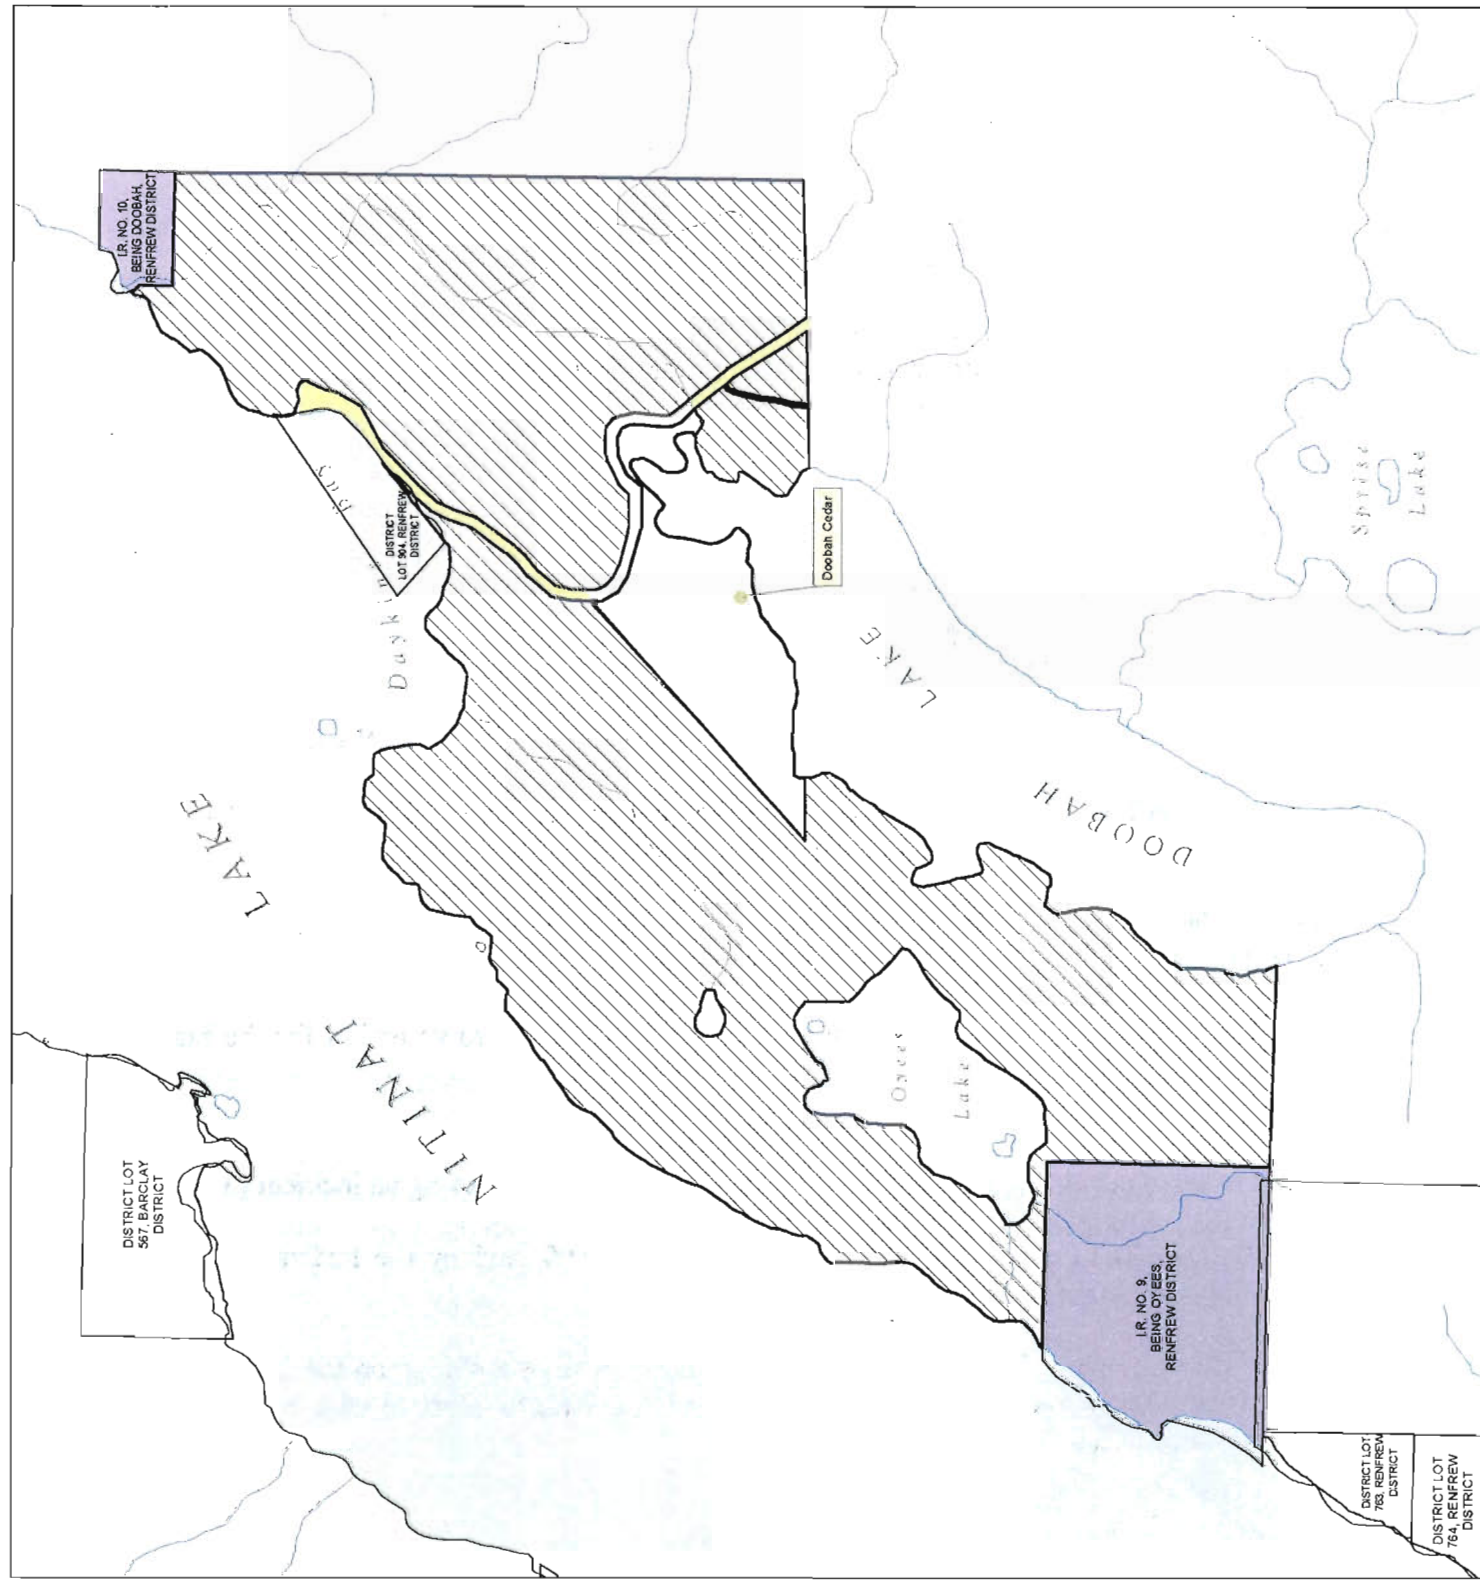 I.R. NO. 10,
BEING DOOBAH,
RENFREW DISTRICT
Bay
DISTRICT
LOT 904, RENFREW
DISTRICT
Doobah Cedar
Sprise
Lake
LAKE
DOOBAH
LAKE
NITINAT
Oyees
Lake
DISTRICT LOT
567, BARCLAY
DISTRICT
I.R. NO. 9,
BEING OYEES,
RENFREW DISTRICT
DISTRICT LOT
763, RENFREW
DISTRICT
DISTRICT LOT
764, RENFREW
DISTRICT